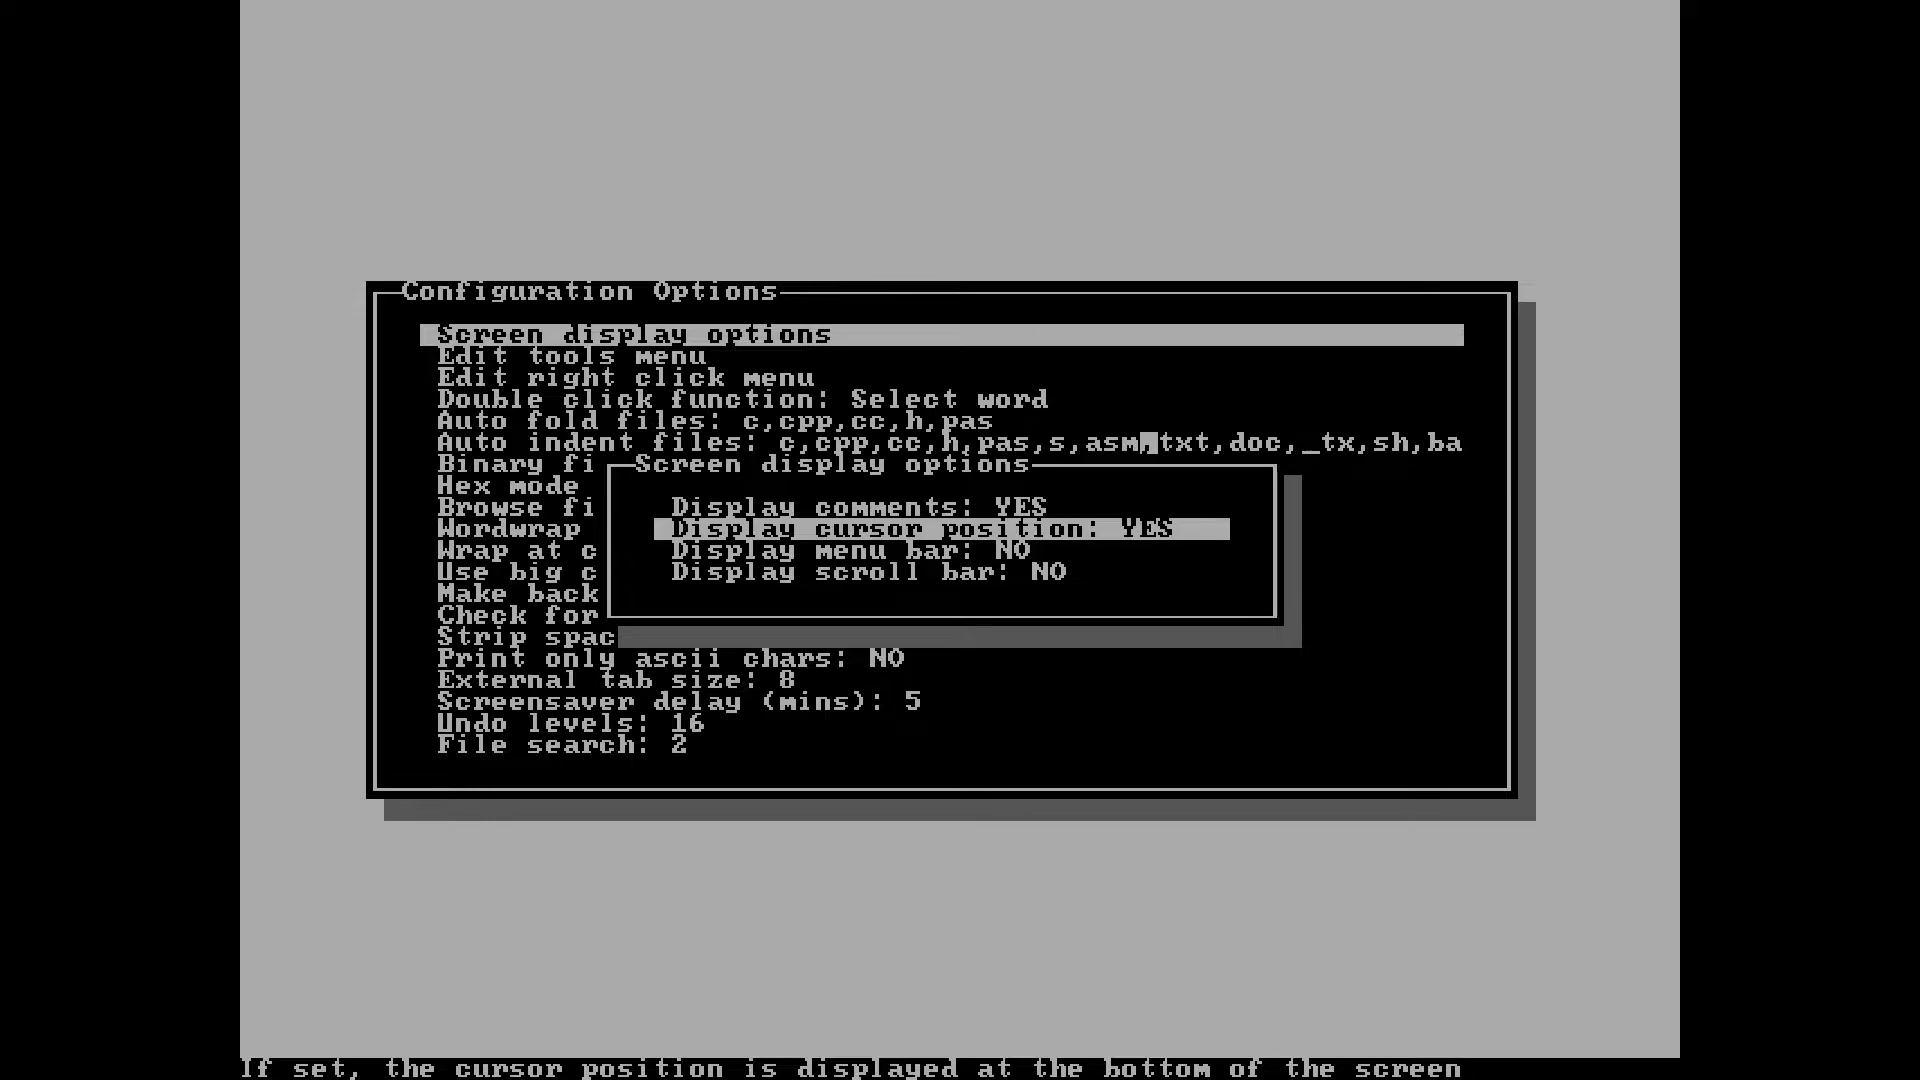 Configuration Options
Screen display options
Edit tools menu
Edit right click menu
Double click function: Select word
Auto fold files: c,cpp,cc,h,pas
Auto indent files: c,cpp,cc,h,pas,s,asm,txt,doc,_tx,sh,ba
Binary fi
Screen display options
Hex mode
Browse fi
Display comments: YES
Wordwrap
Display cursor position: YES
Wrap at c
Display menu bar: NO
Use big c
Display scroll bar: NO
Make back
Check for
Strip spac
Print only ascii chars: NO
External tab size: 8
Screensaver delay (mins): 5
Undo levels: 16
File search: 2
If set, the cursor position is displayed at the bottom of the screen